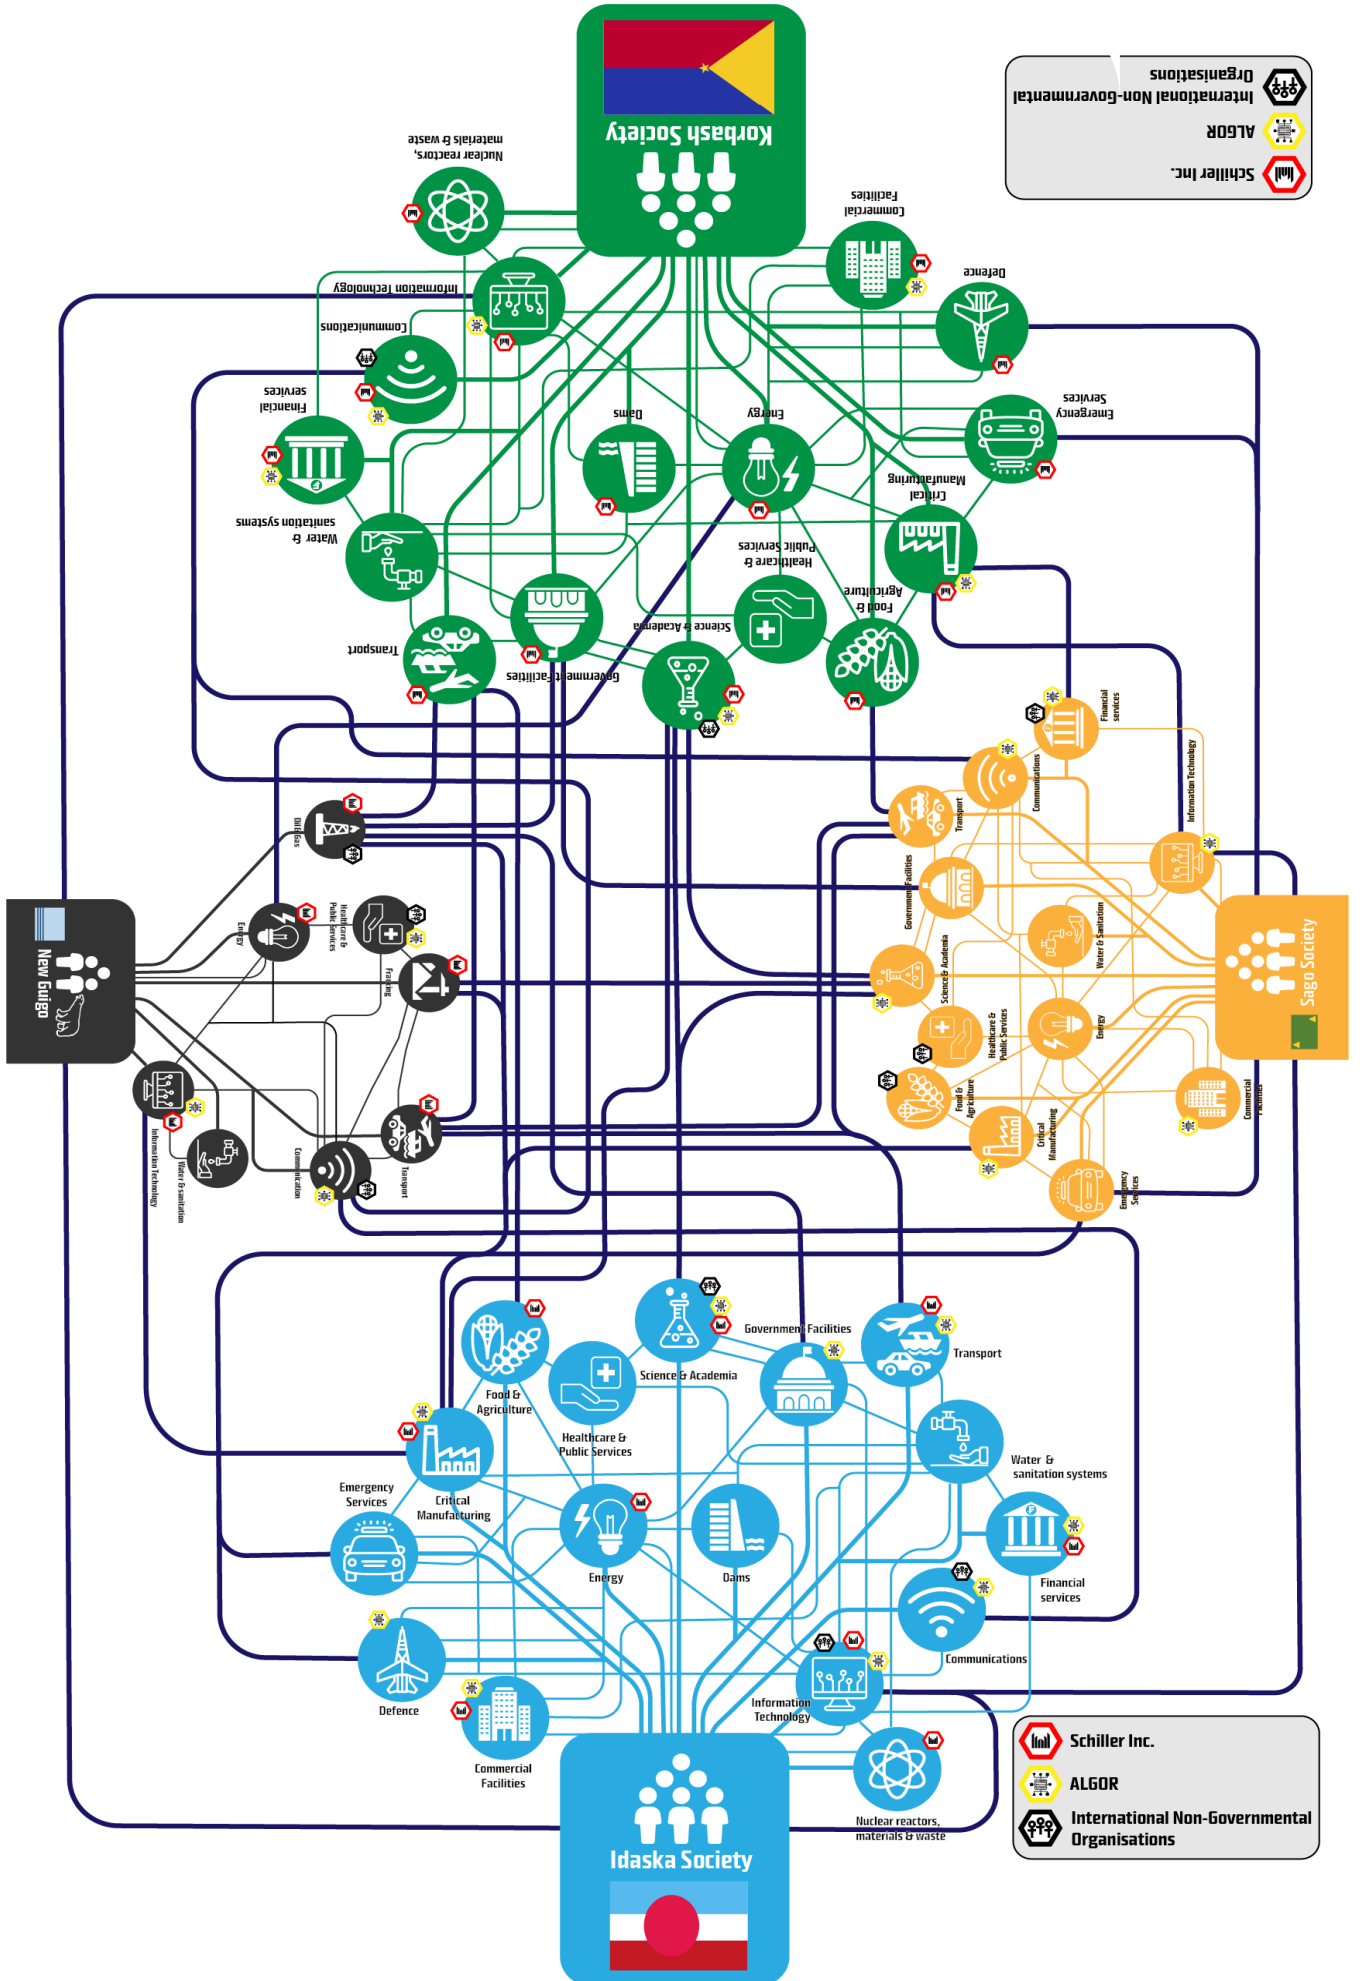 International Non-Governmental
Organisations
ALGOR
Schiller Inc.
Korbash Society
Nuclear reactors,
materials & waste
Commercial
Facilities
Defence
Information Technology
Communications
Financial
services
Emergency
Services
Dams
Energy
Critical
Manufacturing
Water &
sanitation systems
Healthcare &
Public Services
Food &
Agriculture
Science & Academia
Transport
Government Facilities
Financial
services
Information Technology
Communications
Transport
Government Facilities
Water & Sanitation
Science & Academia
Healthcare &
Public Services
Energy
Food &
Agriculture
Critical
Manufacturing
Commercial
Facilities
Emergency
Services
Sago Society
Oil & Gas
Energy
Healthcare &
Public Services
Fracking
New Guigo
Information Technology
Water & sanitation
Communication
Transport
Government Facilities
Transport
Science & Academia
Food &
Agriculture
Healthcare &
Public Services
Water &
sanitation systems
Emergency
Services
Critical
Manufacturing
Energy
Dams
Financial
services
Communications
Defence
Information
Technology
Commercial
Facilities
Nuclear reactors,
materials & waste
Idaska Society
Schiller Inc.
ALGOR
International Non-Governmental
Organisations